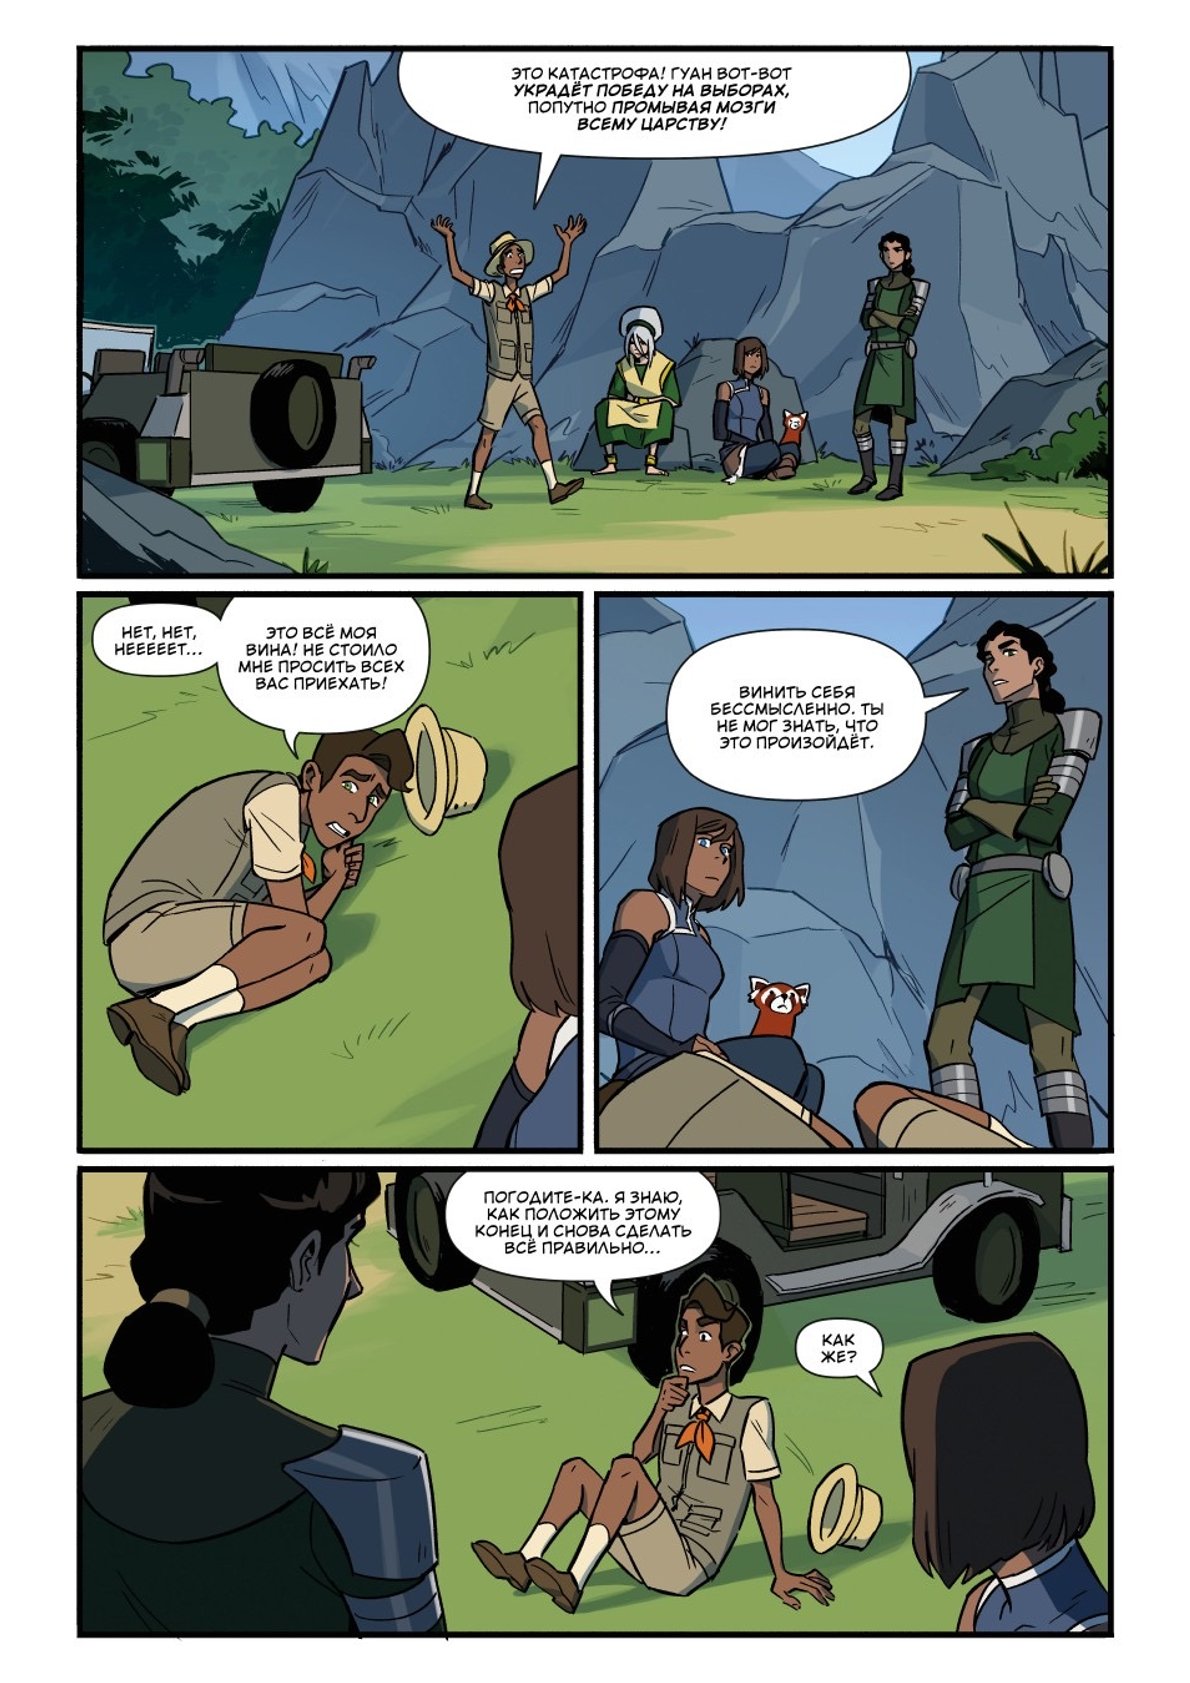 ЭТО КАТАСТРОФА! ГУАН ВОТ-ВОТ
УКРАДЁТ ПОБЕДУ НА ВЫБОРАХ,
ПОПУТНО ПРОМЫВАЯ МОЗГИ
ВСЕМУ ЦАРСТВУ!
НЕТ, НЕТ,
НЕЕЕЕЕТ...
ЭТО ВСЁ МОЯ
ВИНА! НЕ СТОИЛО
МНЕ ПРОСИТЬ ВСЕХ
ВАС ПРИЕХАТЬ!
ВИНИТЬ СЕБЯ
БЕССМЫСЛЕННО. ТЫ
НЕ МОГ ЗНАТЬ, ЧТО
ЭТО ПРОИЗОЙДЁТ.
ПОГОДИТЕ-КА. Я ЗНАЮ,
КАК ПОЛОЖИТЬ ЭТОМУ
КОНЕЦ И СНОВА СДЕЛАТЬ
ВСЁ ПРАВИЛЬНО...
КАК
ЖЕ?